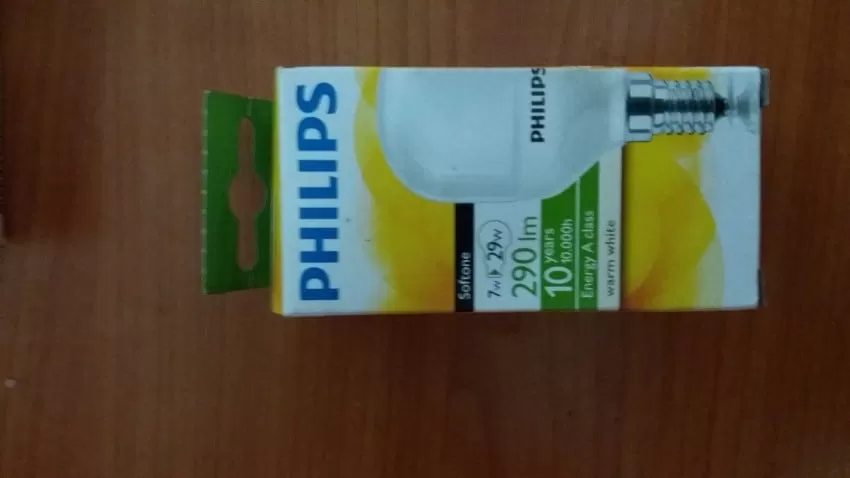 PHILIPS
PHILIPS
Softone
7w ▶ 29w
290 lm
10 years
10.000h
Energy A class
warm white